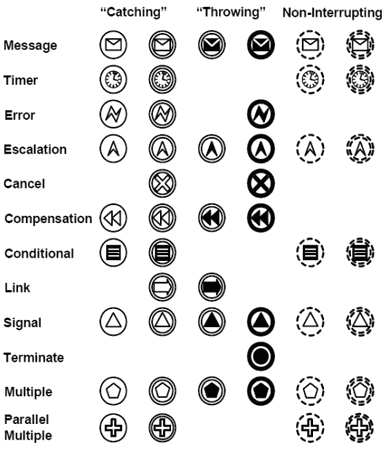 “Catching” “Throwing” Non-Interrupting
Message
Timer
Error
Escalation
Cancel
Compensation
Conditional
Link
Signal
Terminate
Multiple
Parallel
Multiple